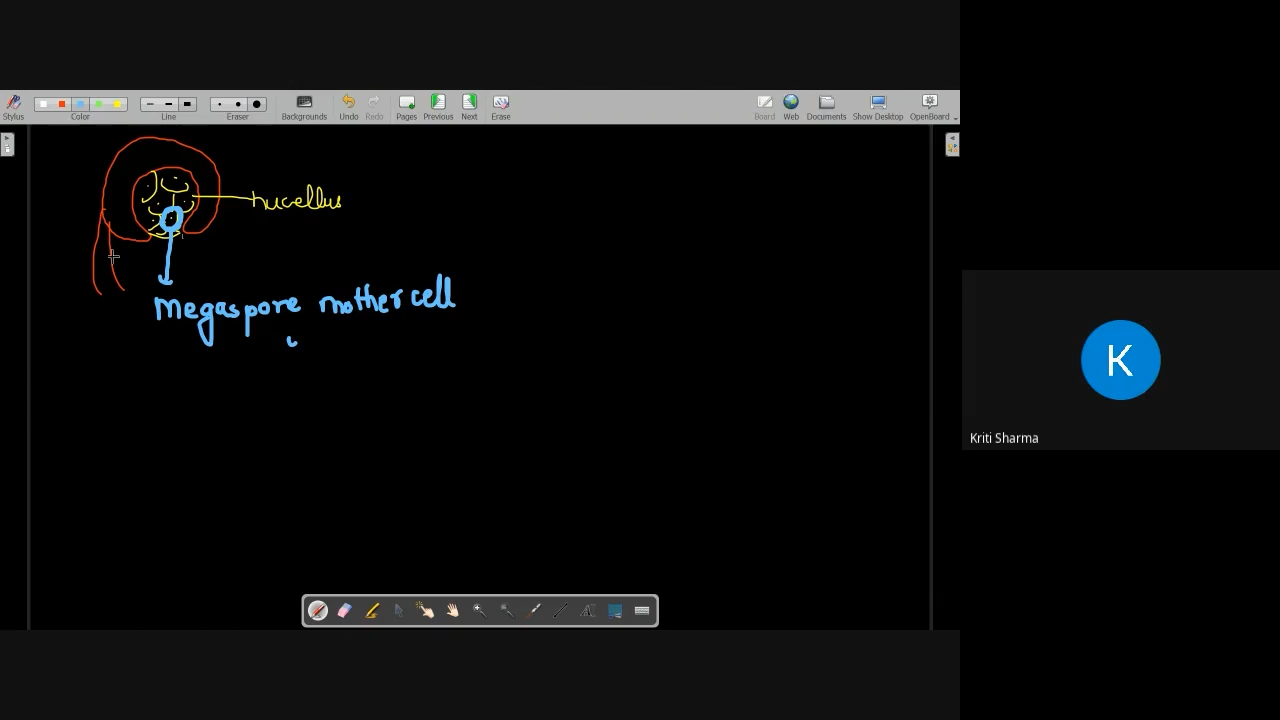 Stylus Color Line Eraser Backgrounds Undo Redo Pages Previous Next Erase Board Web Documents Show Desktop OpenBoard
nucellus
Megaspore mother cell
K
Kriti Sharma